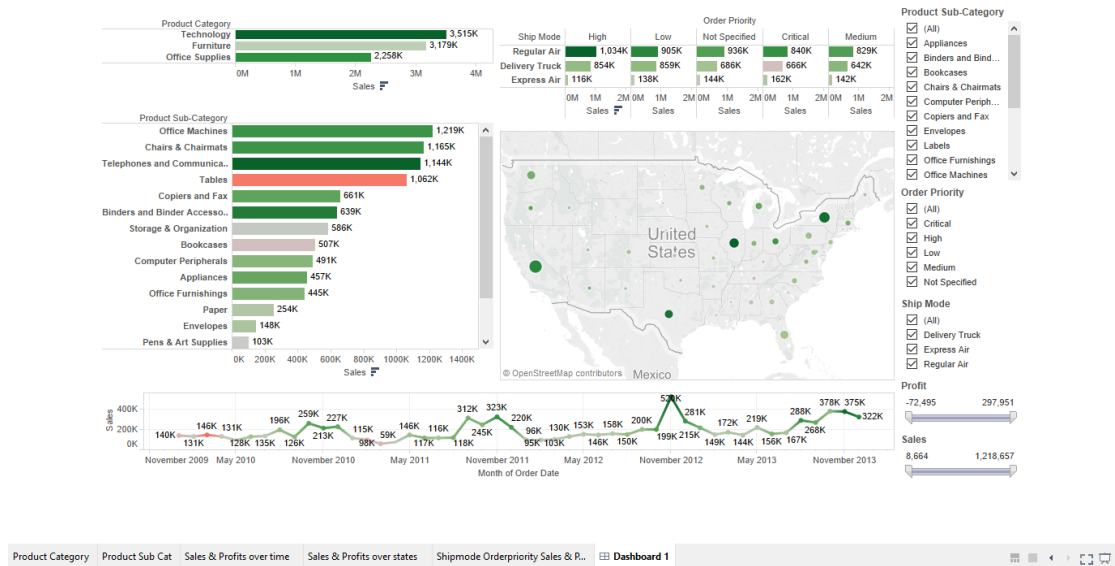 Product Category
Technology 3,515K
Furniture 3,179K
Office Supplies 2,258K
0M 1M 2M 3M 4M
Sales
Order Priority
Ship Mode High Low Not Specified Critical Medium
Regular Air 1,034K 905K 936K 840K 829K
Delivery Truck 854K 859K 686K 666K 642K
Express Air 116K 138K 144K 162K 142K
0M 1M 2M 0M 1M 2M 0M 1M 2M 0M 1M 2M 0M 1M 2M
Sales Sales Sales Sales Sales
Product Sub-Category
Office Machines 1,219K
Chairs & Chairmats 1,165K
Telephones and Communica.. 1,144K
Tables 1,062K
Copiers and Fax 661K
Binders and Binder Accesso.. 639K
Storage & Organization 586K
Bookcases 507K
Computer Peripherals 491K
Appliances 457K
Office Furnishings 445K
Paper 254K
Envelopes 148K
Pens & Art Supplies 103K
0K 200K 400K 600K 800K 1000K 1200K 1400K
Sales
United
States
Mexico
© OpenStreetMap contributors
Sales
400K
200K
0K
140K 131K 146K 131K 128K 135K 196K 126K 259K 213K 227K 115K 98K 59K 146K 117K 116K 118K 312K 245K 323K 220K 95K 96K 103K 130K 153K 146K 158K 150K 200K 199K 281K 215K 149K 172K 144K 219K 156K 167K 288K 268K 378K 375K 322K
November 2009 May 2010 November 2010 May 2011 November 2011 May 2012 November 2012 May 2013 November 2013
Month of Order Date
Product Sub-Category
(All)
Appliances
Binders and Bind...
Bookcases
Chairs & Chairmats
Computer Periph...
Copiers and Fax
Envelopes
Labels
Office Furnishings
Office Machines
Order Priority
(All)
Critical
High
Low
Medium
Not Specified
Ship Mode
(All)
Delivery Truck
Express Air
Regular Air
Profit
-72,495 297,951
Sales
8,664 1,218,657
Product Category Product Sub Cat Sales & Profits over time Sales & Profits over states Shipmode Orderpriority Sales & P... Dashboard 1